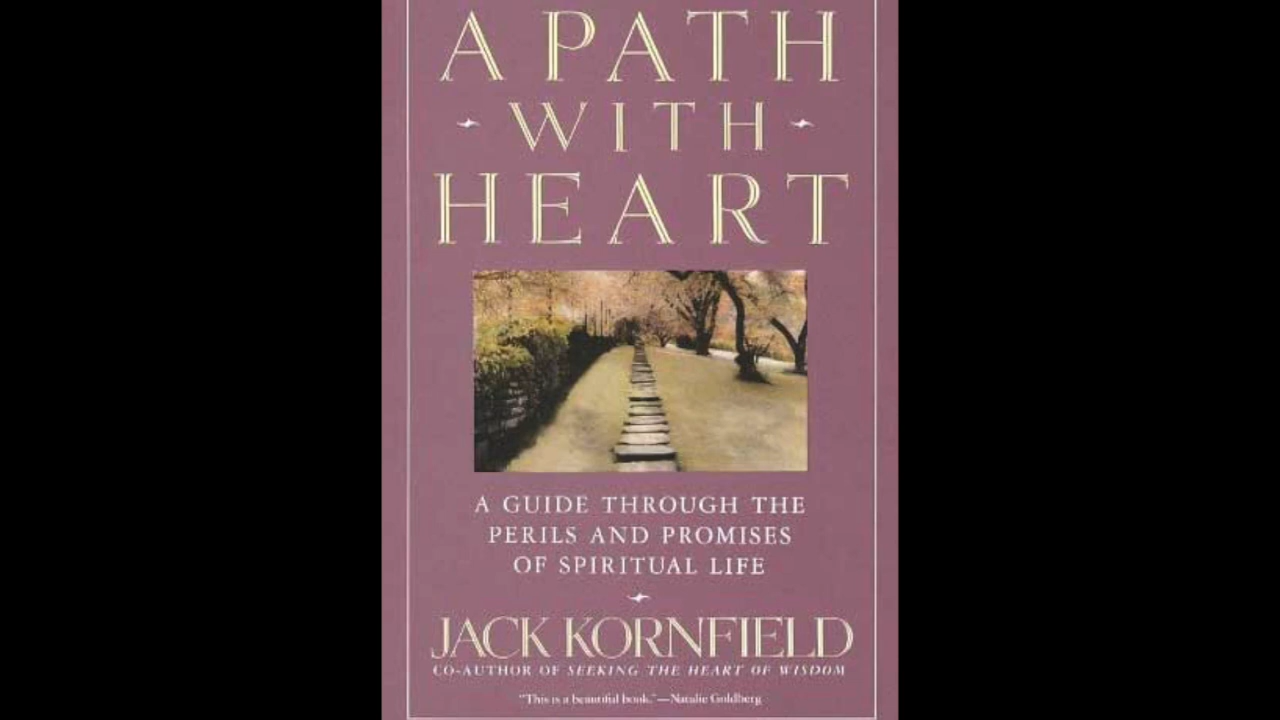 A PATH
WITH
HEART
A GUIDE THROUGH THE
PERILS AND PROMISES
OF SPIRITUAL LIFE
JACK KORNFIELD
CO-AUTHOR OF SEEKING THE HEART OF WISDOM
"This is a beautiful book."—Natalie Goldberg